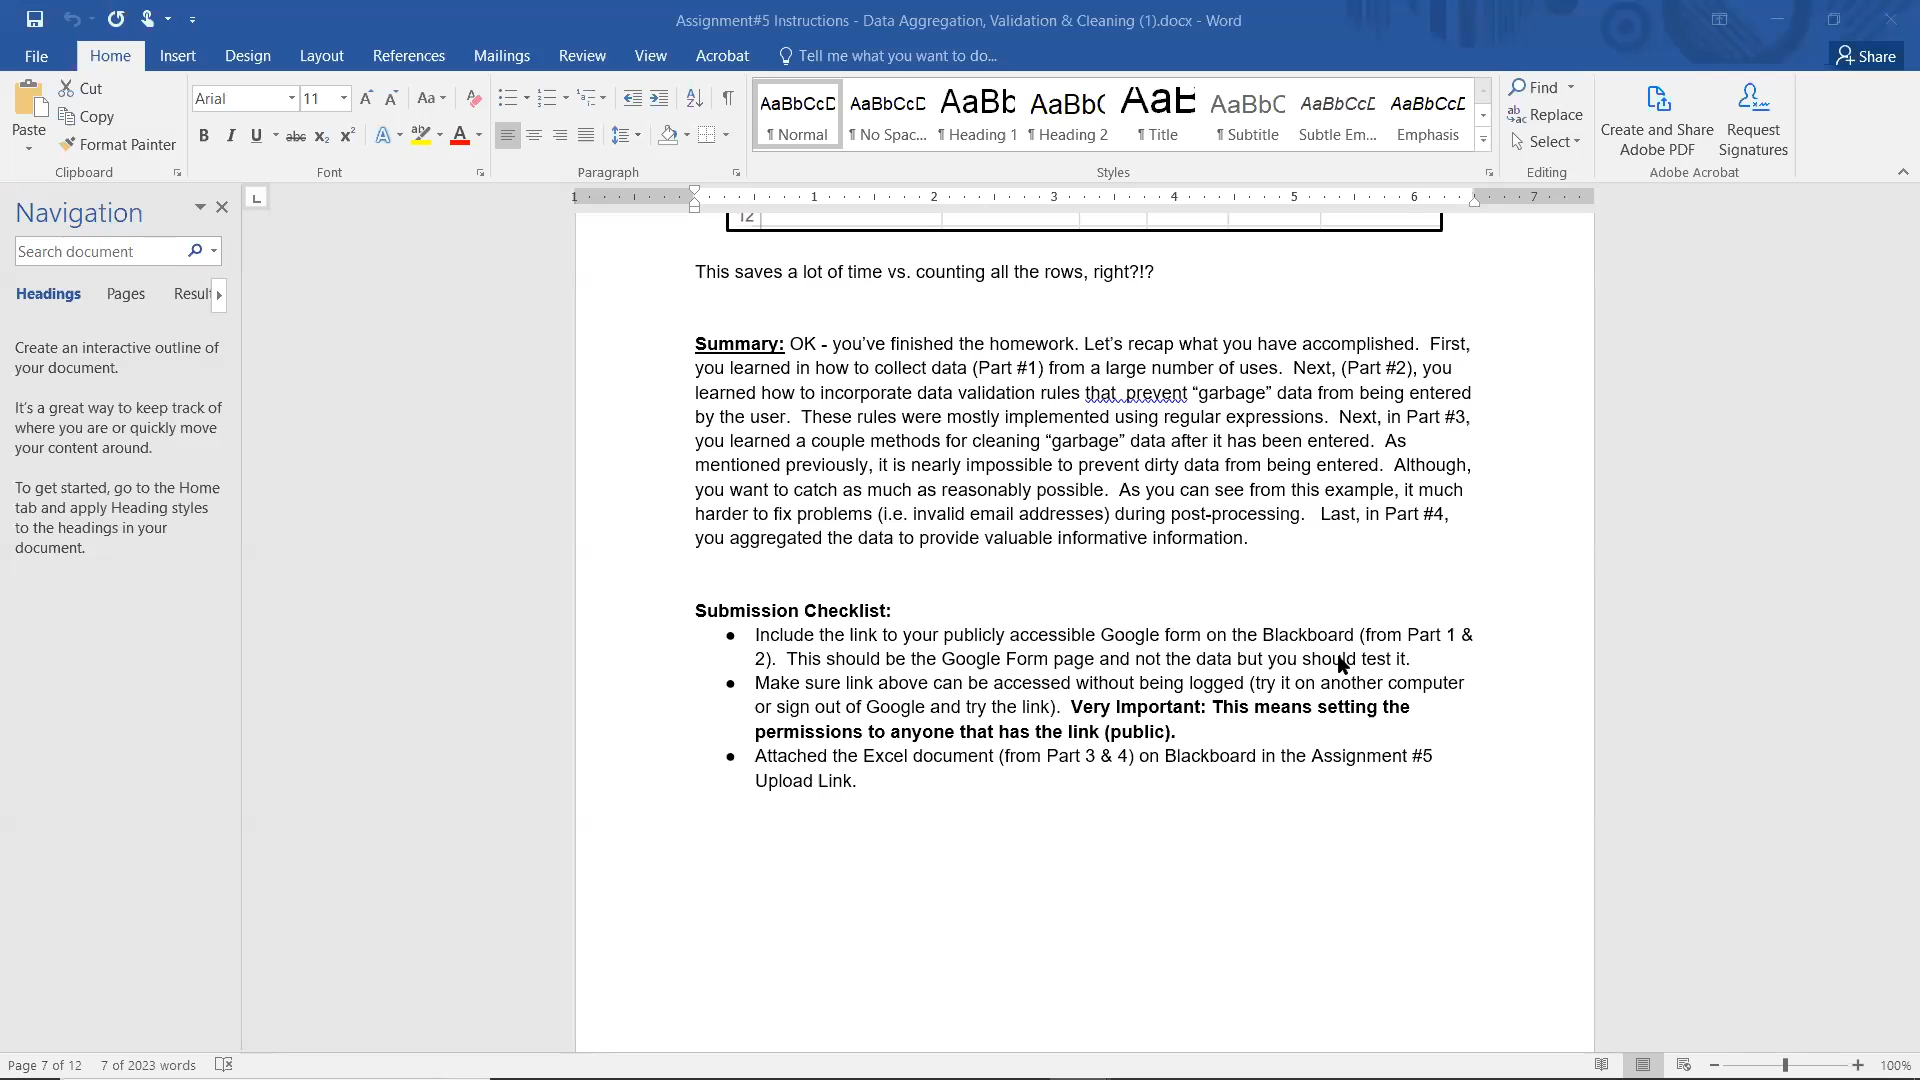 Assignment#5 Instructions - Data Aggregation, Validation & Cleaning (1).docx - Word
File Home Insert Design Layout References Mailings Review View Acrobat Tell me what you want to do... Share
Paste
Cut
Copy
Format Painter
Clipboard
Arial 11
Font
Paragraph
AaBbCcD AaBbCcD AaBb AaBbC AaB AaBbC AaBbCcD AaBbCcD
¶ Normal ¶ No Spac... ¶ Heading 1 ¶ Heading 2 ¶ Title ¶ Subtitle Subtle Em... Emphasis
Styles
Find
Replace
Select
Editing
Create and Share
Adobe PDF
Request
Signatures
Adobe Acrobat
Navigation
Search document
Headings Pages Result
Create an interactive outline of
your document.
It's a great way to keep track of
where you are or quickly move
your content around.
To get started, go to the Home
tab and apply Heading styles
to the headings in your
document.
1 1 2 3 4 5 6 7
12
This saves a lot of time vs. counting all the rows, right?!?
Summary: OK - you've finished the homework. Let's recap what you have accomplished.  First,
you learned in how to collect data (Part #1) from a large number of uses.  Next, (Part #2), you
learned how to incorporate data validation rules that  prevent “garbage” data from being entered
by the user.  These rules were mostly implemented using regular expressions.  Next, in Part #3,
you learned a couple methods for cleaning “garbage” data after it has been entered.  As
mentioned previously, it is nearly impossible to prevent dirty data from being entered.  Although,
you want to catch as much as reasonably possible.  As you can see from this example, it much
harder to fix problems (i.e. invalid email addresses) during post-processing.   Last, in Part #4,
you aggregated the data to provide valuable informative information.
Submission Checklist:
● Include the link to your publicly accessible Google form on the Blackboard (from Part 1 &
2).  This should be the Google Form page and not the data but you should test it.
● Make sure link above can be accessed without being logged (try it on another computer
or sign out of Google and try the link).  Very Important: This means setting the
permissions to anyone that has the link (public).
● Attached the Excel document (from Part 3 & 4) on Blackboard in the Assignment #5
Upload Link.
Page 7 of 12 7 of 2023 words 100%